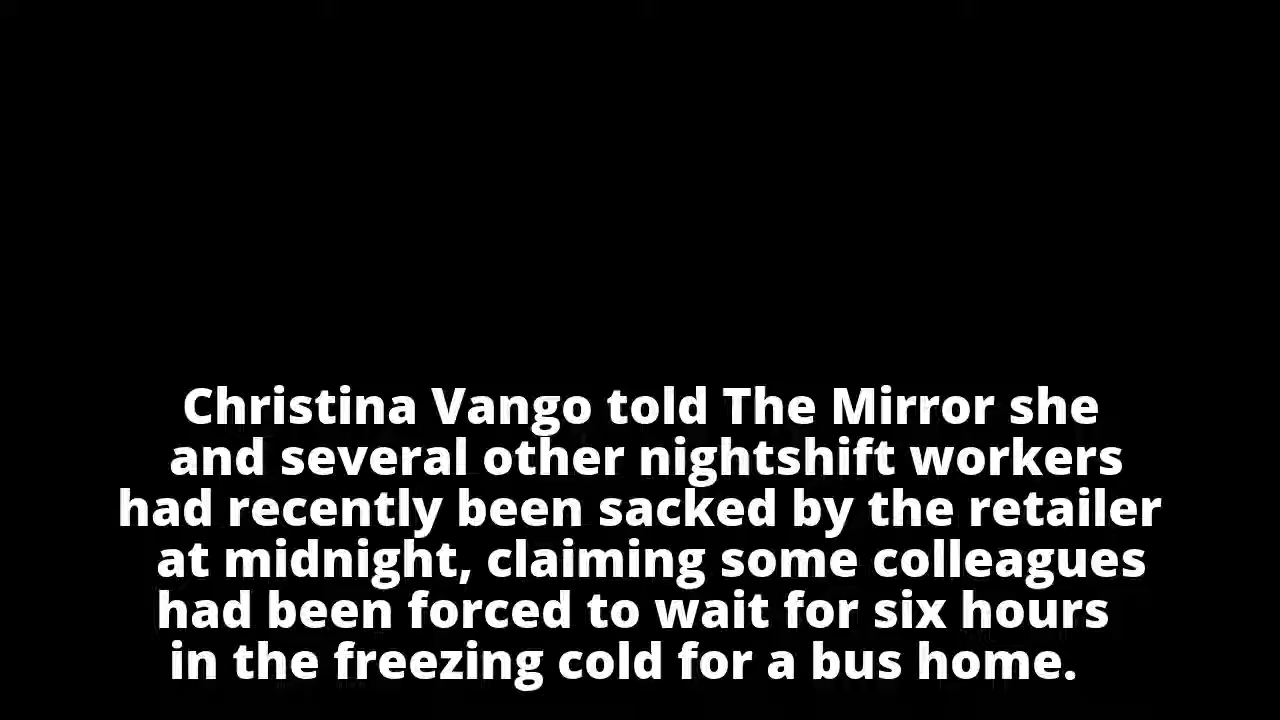 Christina Vango told The Mirror she
and several other nightshift workers
had recently been sacked by the retailer
at midnight, claiming some colleagues
had been forced to wait for six hours
in the freezing cold for a bus home.